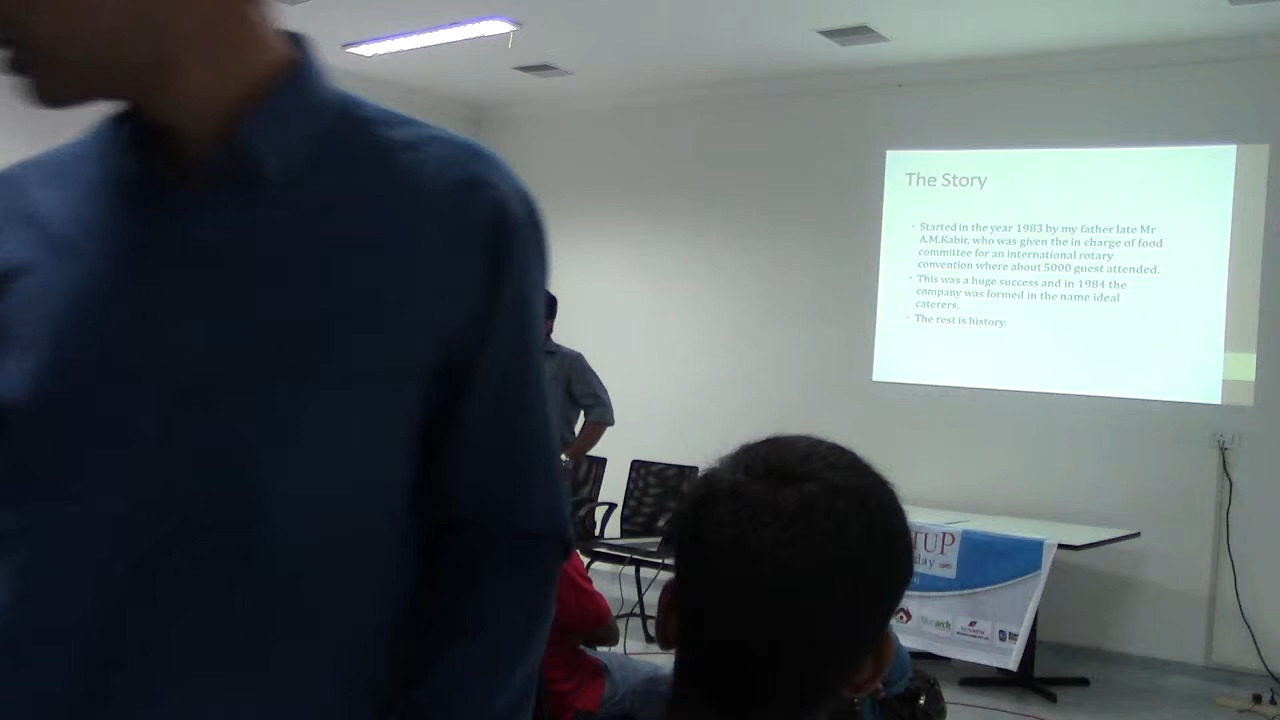 The Story
• Started in the year 1983 by my father late Mr
A.M.Kabir, who was given the in charge of food
committee for an international rotary
convention where about 5000 guest attended.
• This was a huge success and in 1984 the
company was formed in the name ideal
caterers.
• The rest is history.
TUP
day